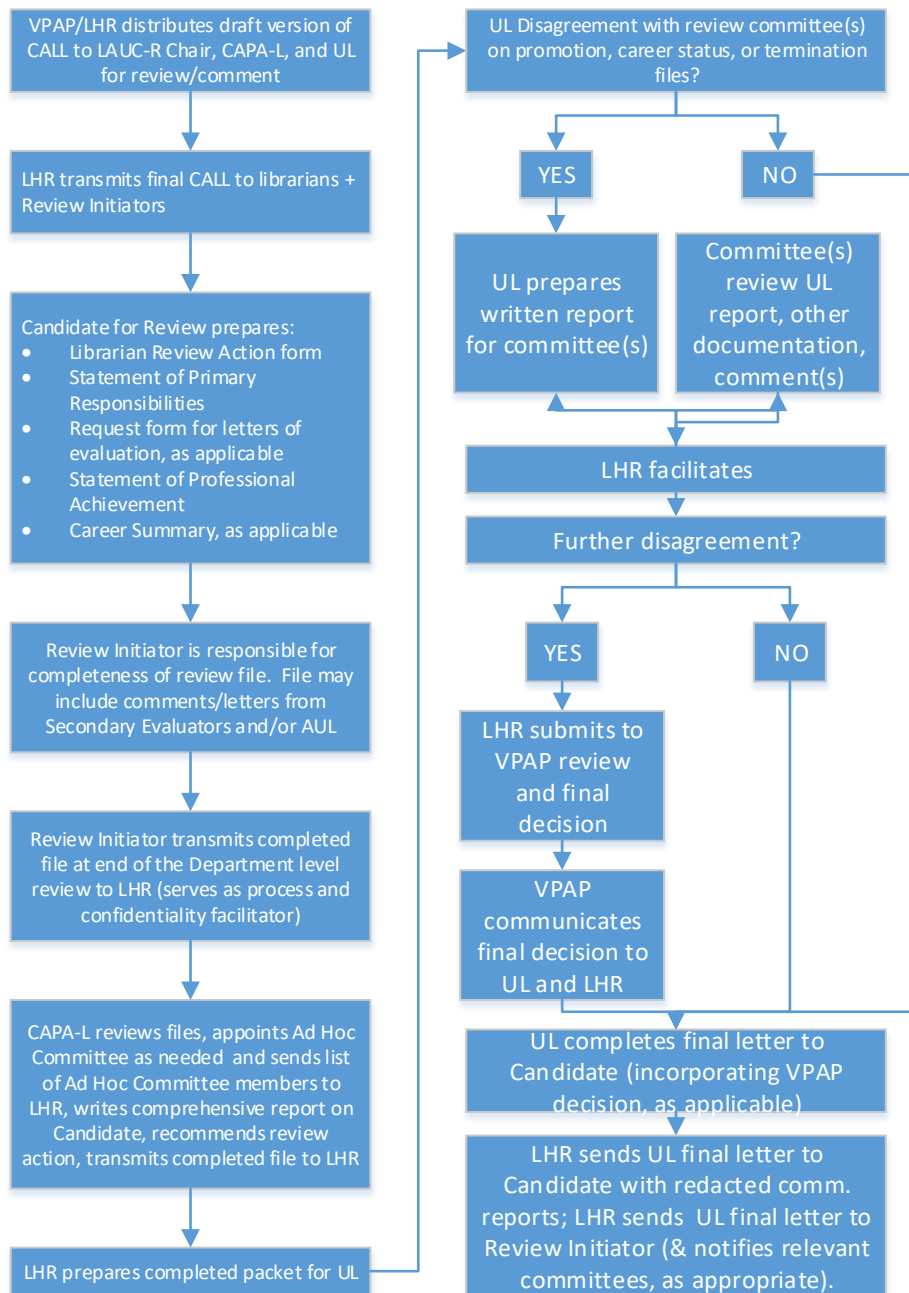 VPAP/LHR distributes draft version of
CALL to LAUC-R Chair, CAPA-L, and UL
for review/comment
LHR transmits final CALL to librarians +
Review Initiators
Candidate for Review prepares:
• Librarian Review Action form
• Statement of Primary
Responsibilities
• Request form for letters of
evaluation, as applicable
• Statement of Professional
Achievement
• Career Summary, as applicable
Review Initiator is responsible for
completeness of review file. File may
include comments/letters from
Secondary Evaluators and/or AUL
Review Initiator transmits completed
file at end of the Department level
review to LHR (serves as process and
confidentiality facilitator)
CAPA-L reviews files, appoints Ad Hoc
Committee as needed and sends list
of Ad Hoc Committee members to
LHR, writes comprehensive report on
Candidate, recommends review
action, transmits completed file to LHR
LHR prepares completed packet for UL
UL Disagreement with review committee(s)
on promotion, career status, or termination
files?
YES
NO
UL prepares
written report
for committee(s)
Committee(s)
review UL
report, other
documentation,
comment(s)
LHR facilitates
Further disagreement?
YES
NO
LHR submits to
VPAP review
and final
decision
VPAP
communicates
final decision to
UL and LHR
UL completes final letter to
Candidate (incorporating VPAP
decision, as applicable)
LHR sends UL final letter to
Candidate with redacted comm.
reports; LHR sends UL final letter to
Review Initiator (& notifies relevant
committees, as appropriate).